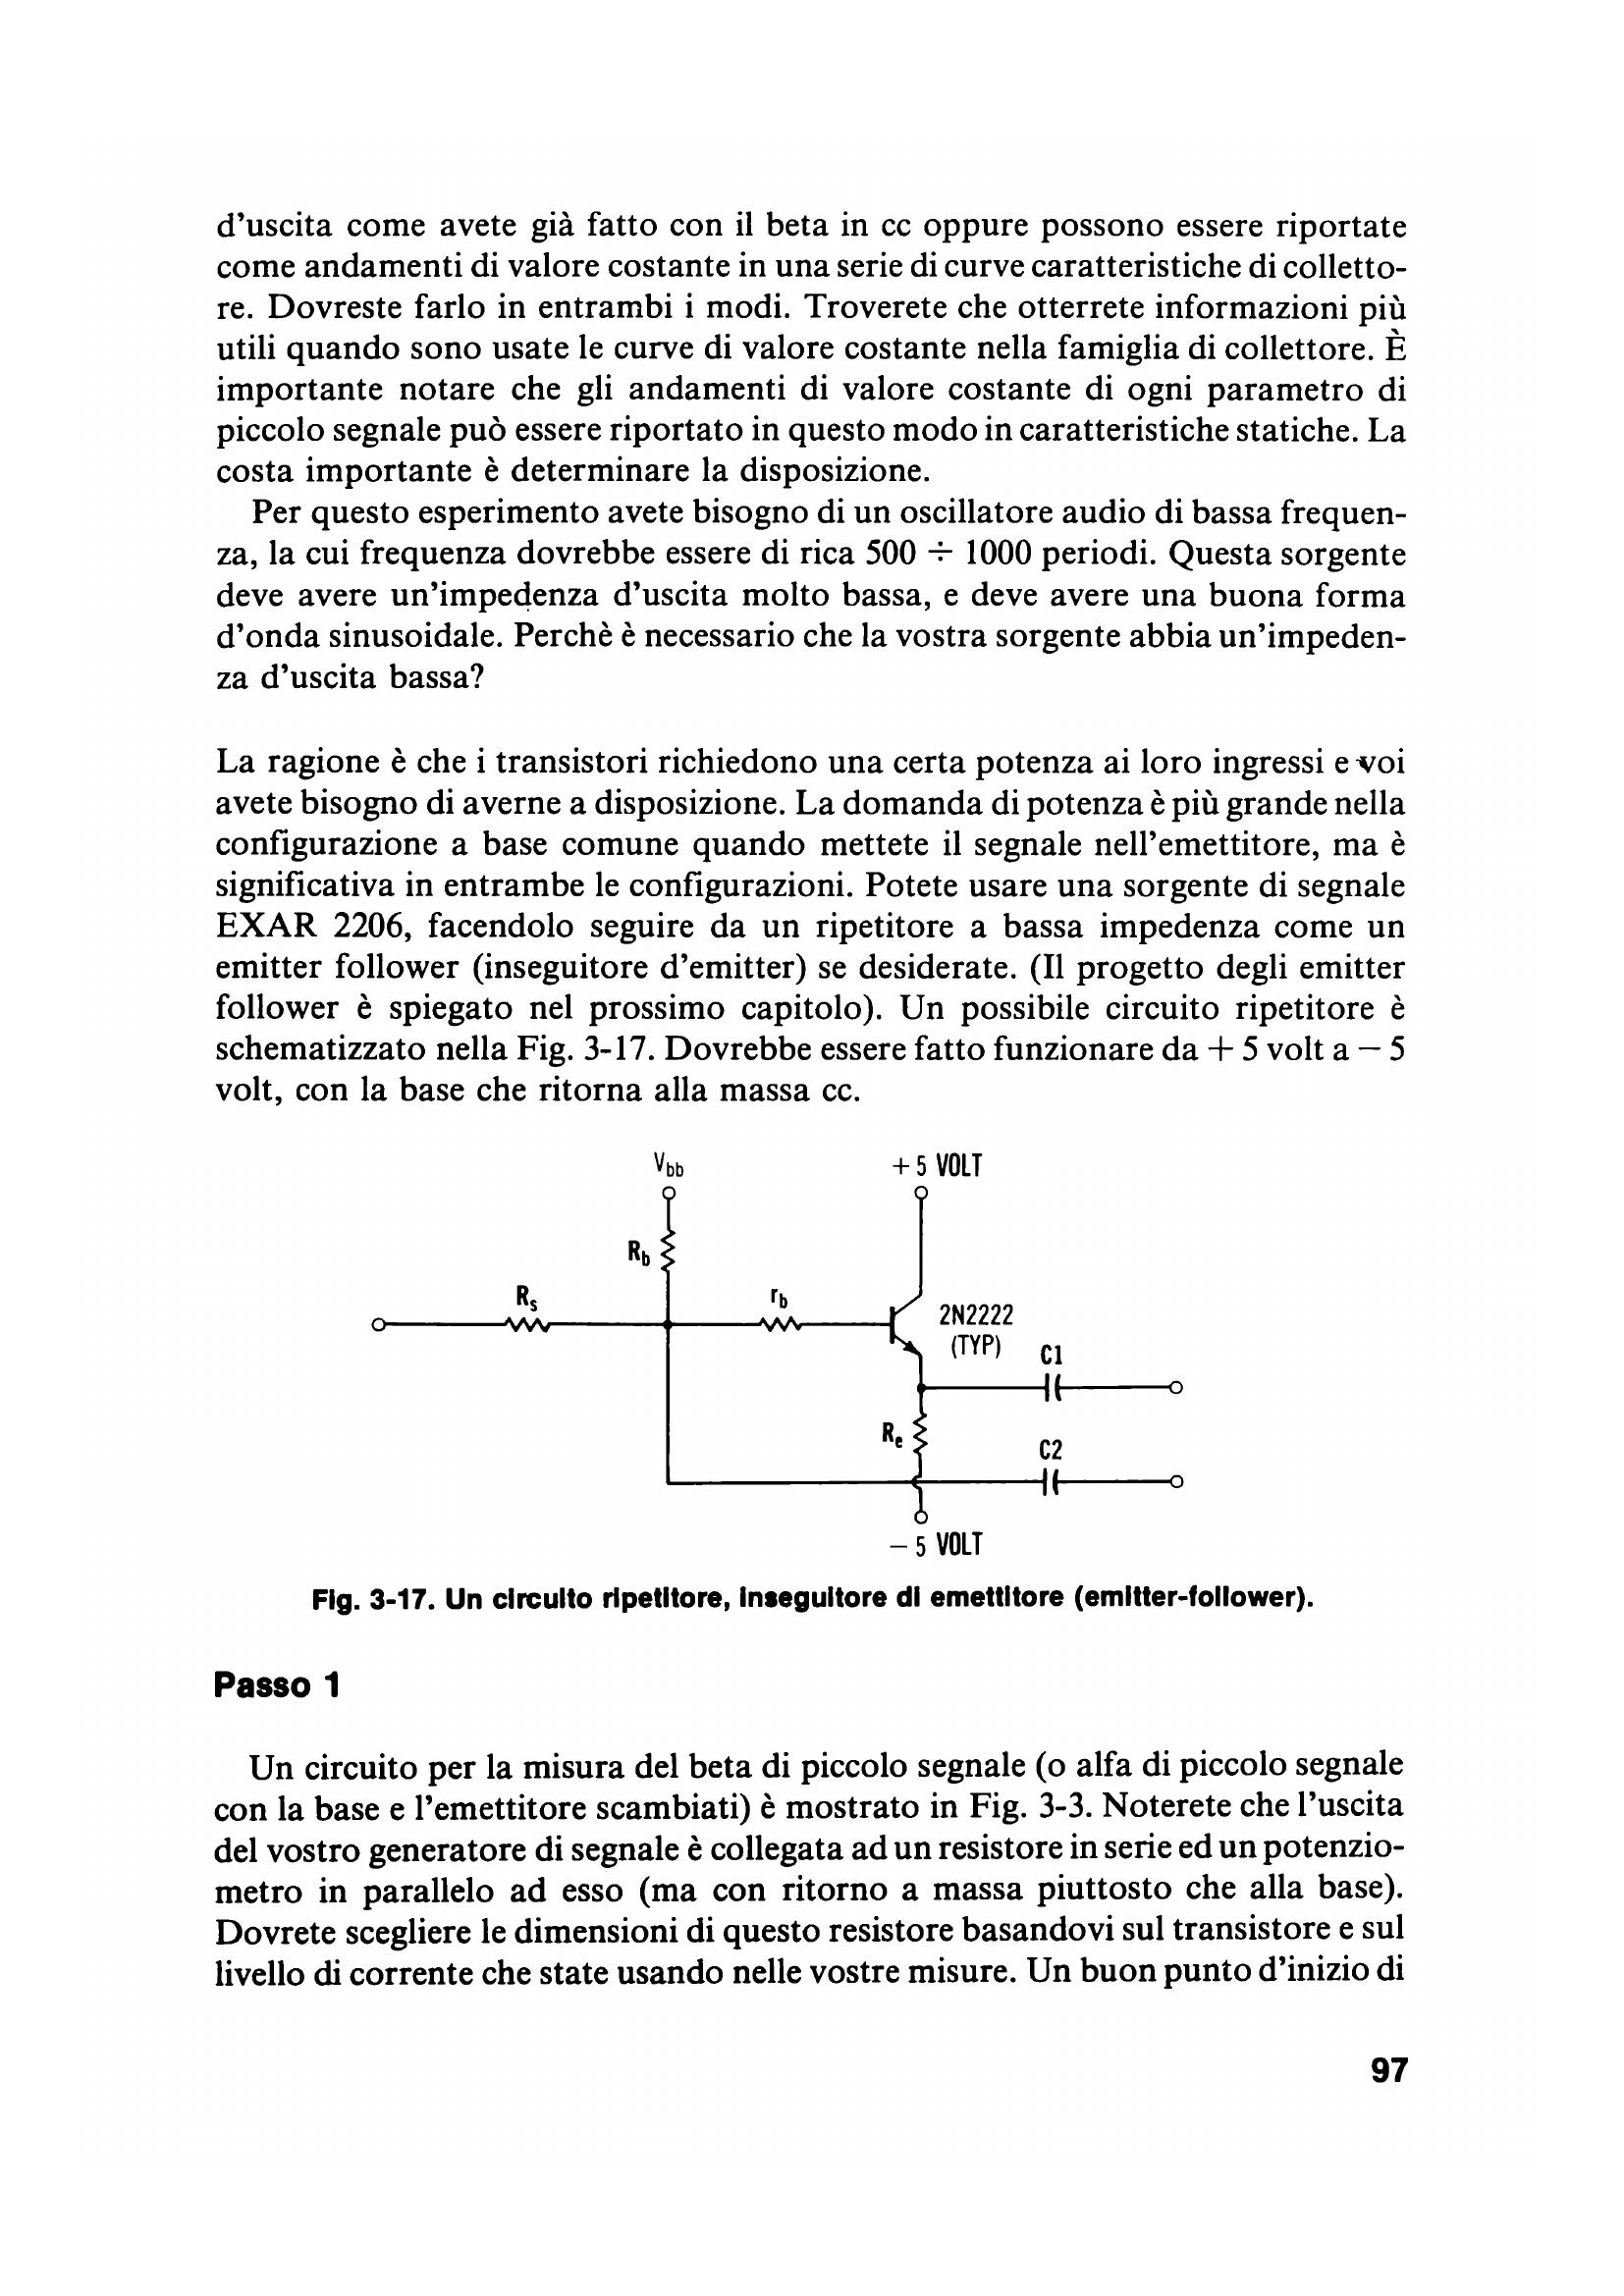 d'uscita come avete già fatto con il beta in cc oppure possono essere riportate
come andamenti di valore costante in una serie di curve caratteristiche di colletto-
re. Dovreste farlo in entrambi i modi. Troverete che otterrete informazioni più
utili quando sono usate le curve di valore costante nella famiglia di collettore. È
importante notare che gli andamenti di valore costante di ogni parametro di
piccolo segnale può essere riportato in questo modo in caratteristiche statiche. La
costa importante è determinare la disposizione.
Per questo esperimento avete bisogno di un oscillatore audio di bassa frequen-
za, la cui frequenza dovrebbe essere di rica 500 ÷ 1000 periodi. Questa sorgente
deve avere un'impedenza d'uscita molto bassa, e deve avere una buona forma
d'onda sinusoidale. Perchè è necessario che la vostra sorgente abbia un'impeden-
za d'uscita bassa?
La ragione è che i transistori richiedono una certa potenza ai loro ingressi e voi
avete bisogno di averne a disposizione. La domanda di potenza è più grande nella
configurazione a base comune quando mettete il segnale nell'emettitore, ma è
significativa in entrambe le configurazioni. Potete usare una sorgente di segnale
EXAR 2206, facendolo seguire da un ripetitore a bassa impedenza come un
emitter follower (inseguitore d'emitter) se desiderate. (Il progetto degli emitter
follower è spiegato nel prossimo capitolo). Un possibile circuito ripetitore è
schematizzato nella Fig. 3-17. Dovrebbe essere fatto funzionare da + 5 volt a − 5
volt, con la base che ritorna alla massa cc.
Vbb
+ 5 VOLT
Rb
Rs
rb
2N2222
(TYP)
C1
Re
C2
− 5 VOLT
Fig. 3-17. Un circuito ripetitore, inseguitore di emettitore (emitter-follower).
Passo 1
Un circuito per la misura del beta di piccolo segnale (o alfa di piccolo segnale
con la base e l'emettitore scambiati) è mostrato in Fig. 3-3. Noterete che l'uscita
del vostro generatore di segnale è collegata ad un resistore in serie ed un potenzio-
metro in parallelo ad esso (ma con ritorno a massa piuttosto che alla base).
Dovrete scegliere le dimensioni di questo resistore basandovi sul transistore e sul
livello di corrente che state usando nelle vostre misure. Un buon punto d'inizio di
97